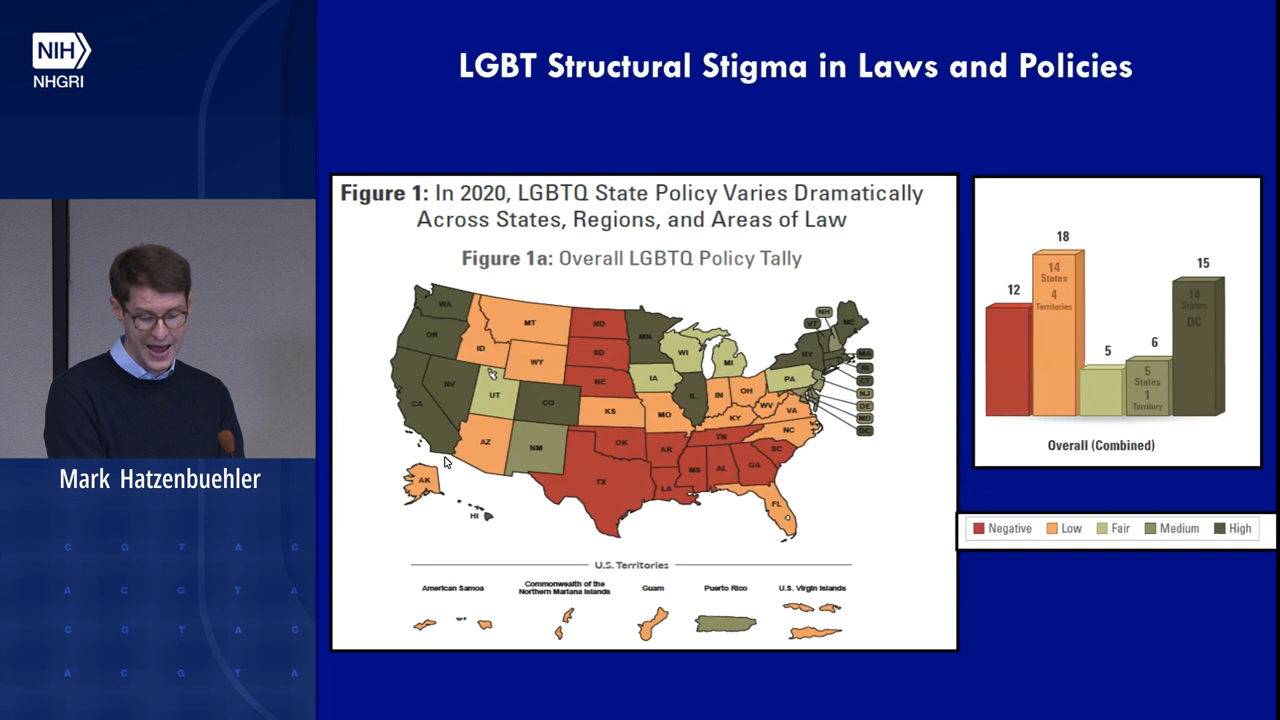 NIH
NHGRI
LGBT Structural Stigma in Laws and Policies
Mark Hatzenbuehler
C G T A C
A C G T A
C G T A C
A C G T A
Figure 1: In 2020, LGBTQ State Policy Varies Dramatically
Across States, Regions, and Areas of Law
Figure 1a: Overall LGBTQ Policy Tally
WA
OR
CA
NV
ID
MT
WY
UT
AZ
CO
NM
ND
SD
NE
KS
OK
TX
MN
IA
MO
AR
LA
WI
IL
MI
IN
OH
KY
TN
MS
AL
GA
FL
SC
NC
VA
WV
PA
NY
VT
NH
ME
MA
RI
CT
NJ
DE
MD
DC
AK
HI
U.S. Territories
American Samoa
Commonwealth of the
Northern Mariana Islands
Guam
Puerto Rico
U.S. Virgin Islands
12
18
14
States
4
Territories
5
6
5
States
1
Territory
15
14
States
DC
Overall (Combined)
Negative Low Fair Medium High